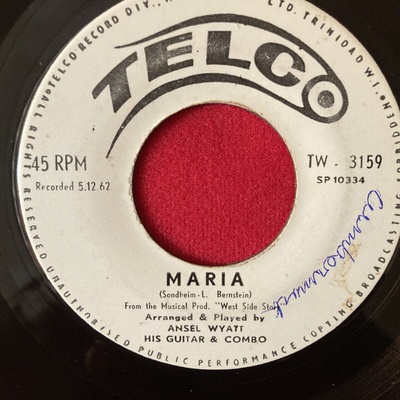 TELCO RECORD DIV.,
LTD. TRINIDAD W.I.
TELCO
45 RPM
TW - 3159
Recorded 5.12.62
SP 10334
MARIA
(Sondheim-L. Bernstein)
From the Musical Prod. "West Side Story
Arranged & Played by
ANSEL WYATT
HIS GUITAR & COMBO
ALL RIGHTS RESERVED UNAUTHORISED PUBLIC PERFORMANCE COPYING BROADCASTING FORBIDDEN